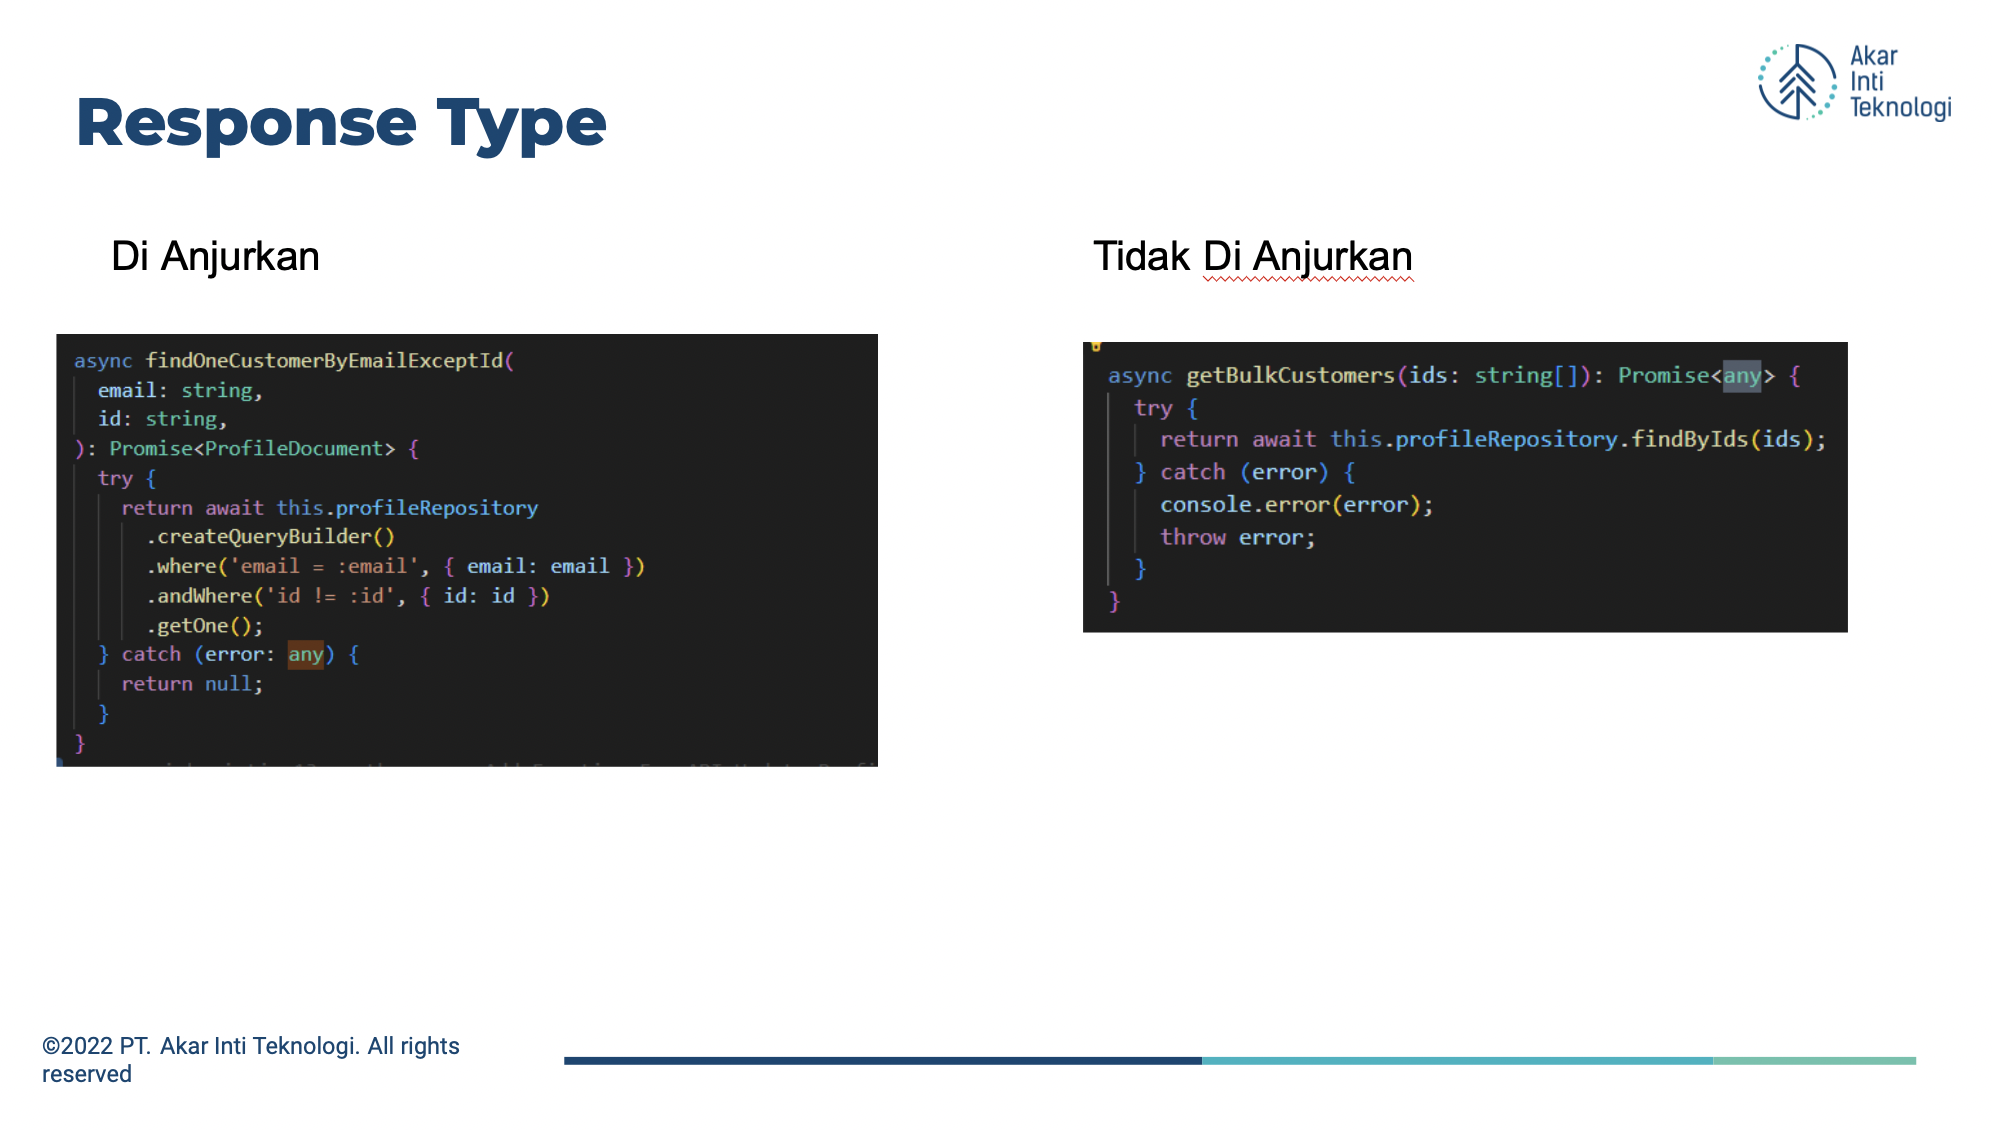 Akar
Inti
Teknologi
Response Type
Di Anjurkan
async findOneCustomerByEmailExceptId(
  email: string,
  id: string,
): Promise<ProfileDocument> {
  try {
    return await this.profileRepository
      .createQueryBuilder()
      .where('email = :email', { email: email })
      .andWhere('id != :id', { id: id })
      .getOne();
  } catch (error: any) {
    return null;
  }
}
Tidak Di Anjurkan
async getBulkCustomers(ids: string[]): Promise<any> {
  try {
    return await this.profileRepository.findByIds(ids);
  } catch (error) {
    console.error(error);
    throw error;
  }
}
©2022 PT. Akar Inti Teknologi. All rights
reserved